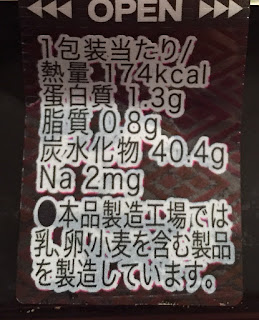 OPEN
1包装当たり/
熱量 174kcal
蛋白質 1.3g
脂質 0.8g
炭水化物 40.4g
Na 2mg
●本品製造工場では
乳、卵、小麦を含む製品
を製造しています。